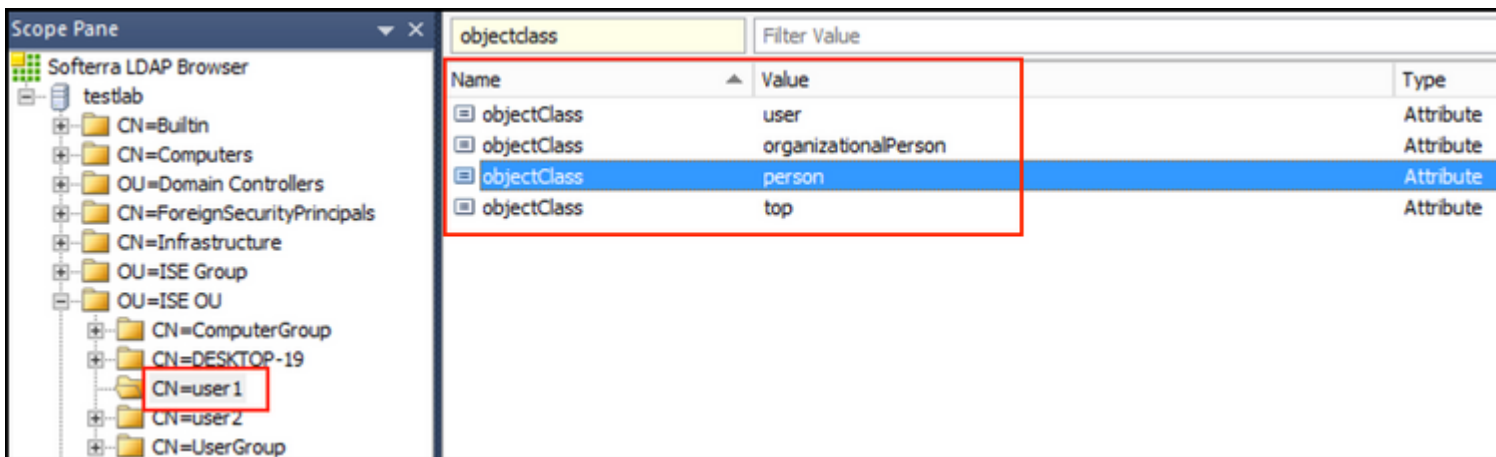 Scope Pane
Softerra LDAP Browser
testlab
CN=Builtin
CN=Computers
OU=Domain Controllers
CN=ForeignSecurityPrincipals
CN=Infrastructure
OU=ISE Group
OU=ISE OU
CN=ComputerGroup
CN=DESKTOP-19
CN=user1
CN=user2
CN=UserGroup
objectclass Filter Value
Name Value Type
objectClass user Attribute
objectClass organizationalPerson Attribute
objectClass person Attribute
objectClass top Attribute